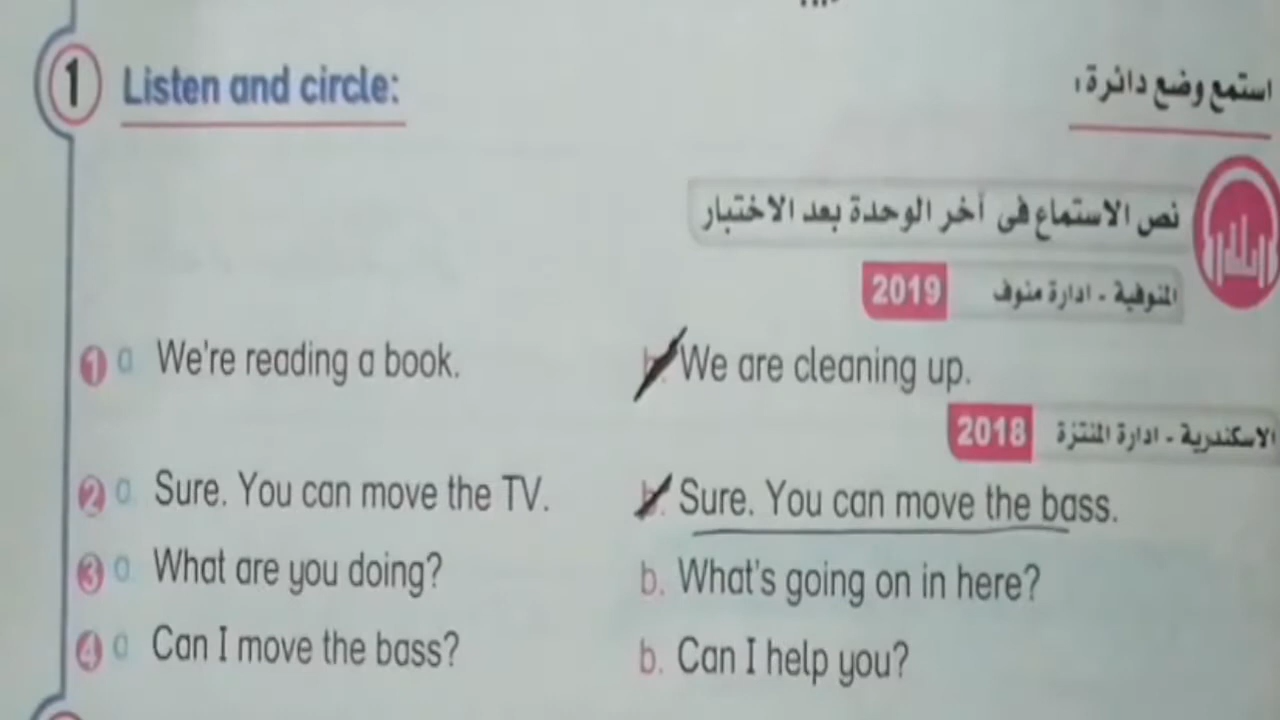 1 Listen and circle: استمع وضع دائرة:
نص الاستماع فى أخر الوحدة بعد الاختبار
المنوفية - ادارة منوف 2019
1 a We're reading a book. b. We are cleaning up.
الاسكندرية - ادارة المنتزة 2018
2 a. Sure. You can move the TV. b. Sure. You can move the bass.
3 a What are you doing? b. What's going on in here?
4 a Can I move the bass? b. Can I help you?